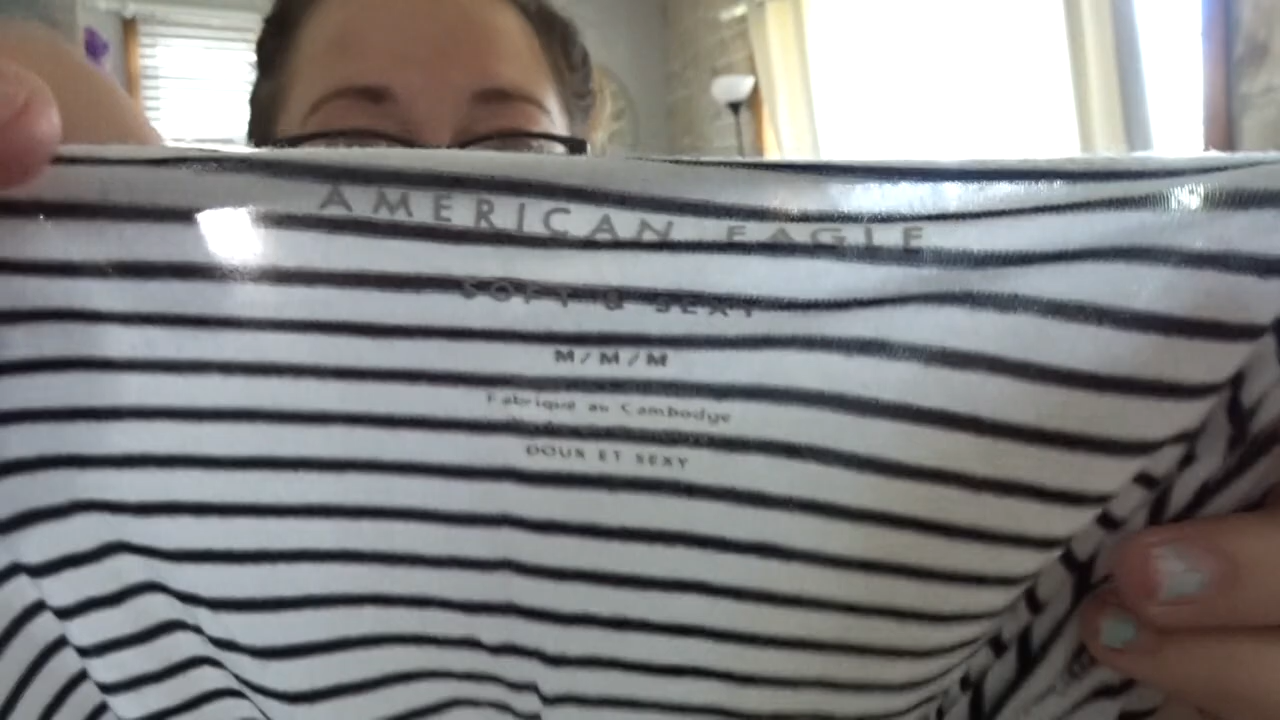 AMERICAN EAGLE
SOFT & SEXY
M/M/M
Fabriqué au Cambodge
DOUX ET SEXY